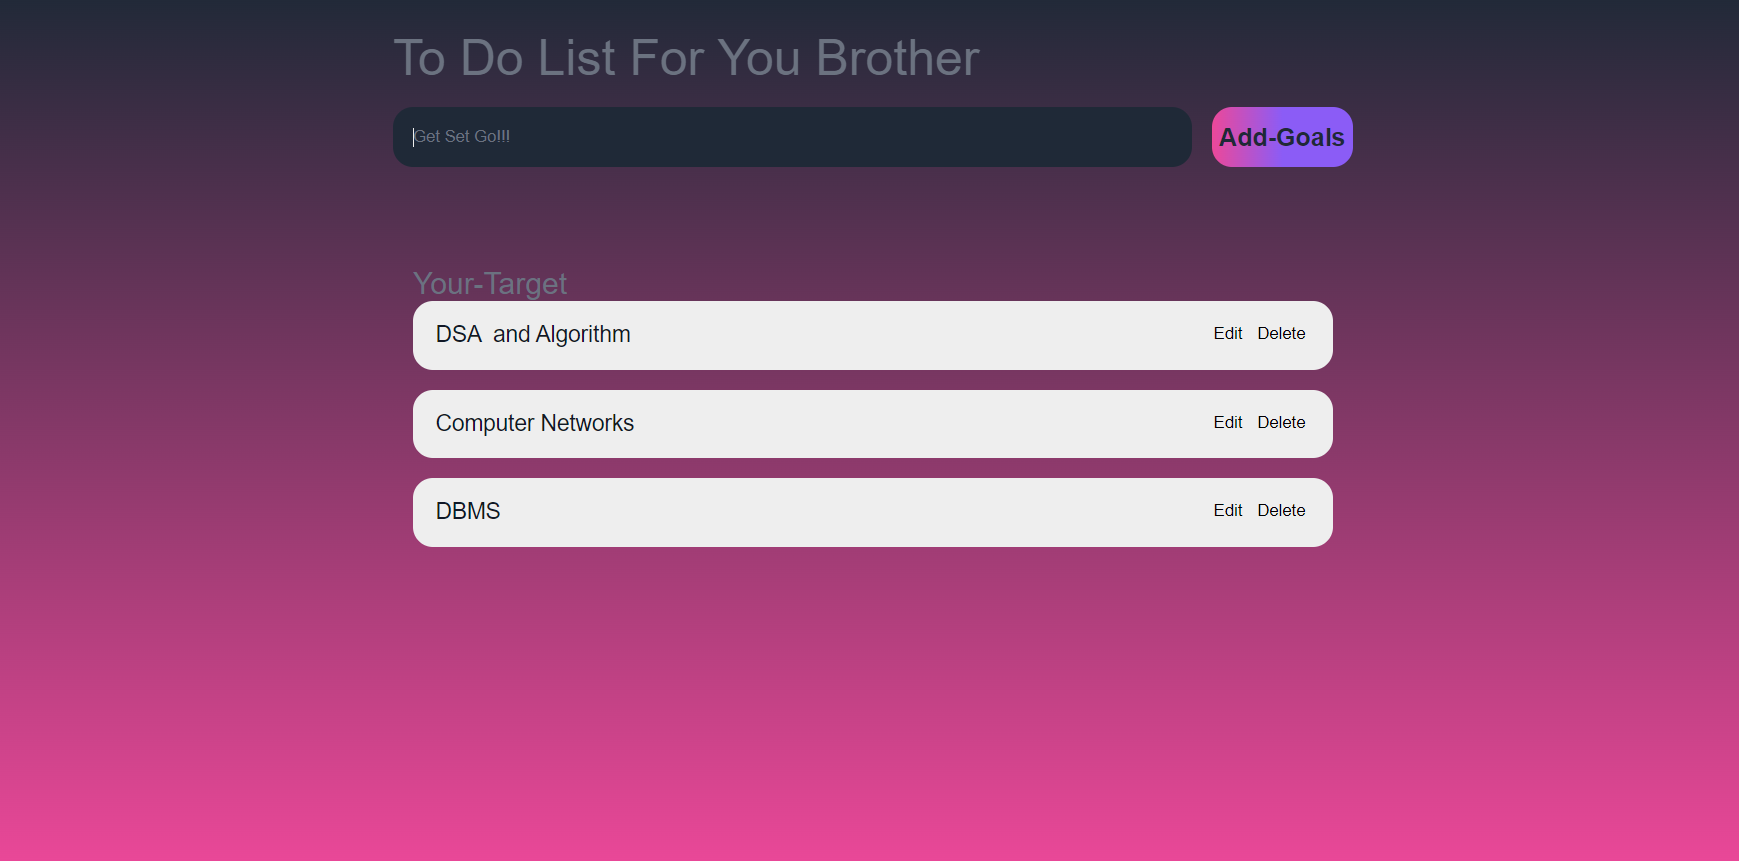 To Do List For You Brother
Get Set Go!!!
Add-Goals
Your-Target
DSA  and Algorithm
Edit Delete
Computer Networks
Edit Delete
DBMS
Edit Delete